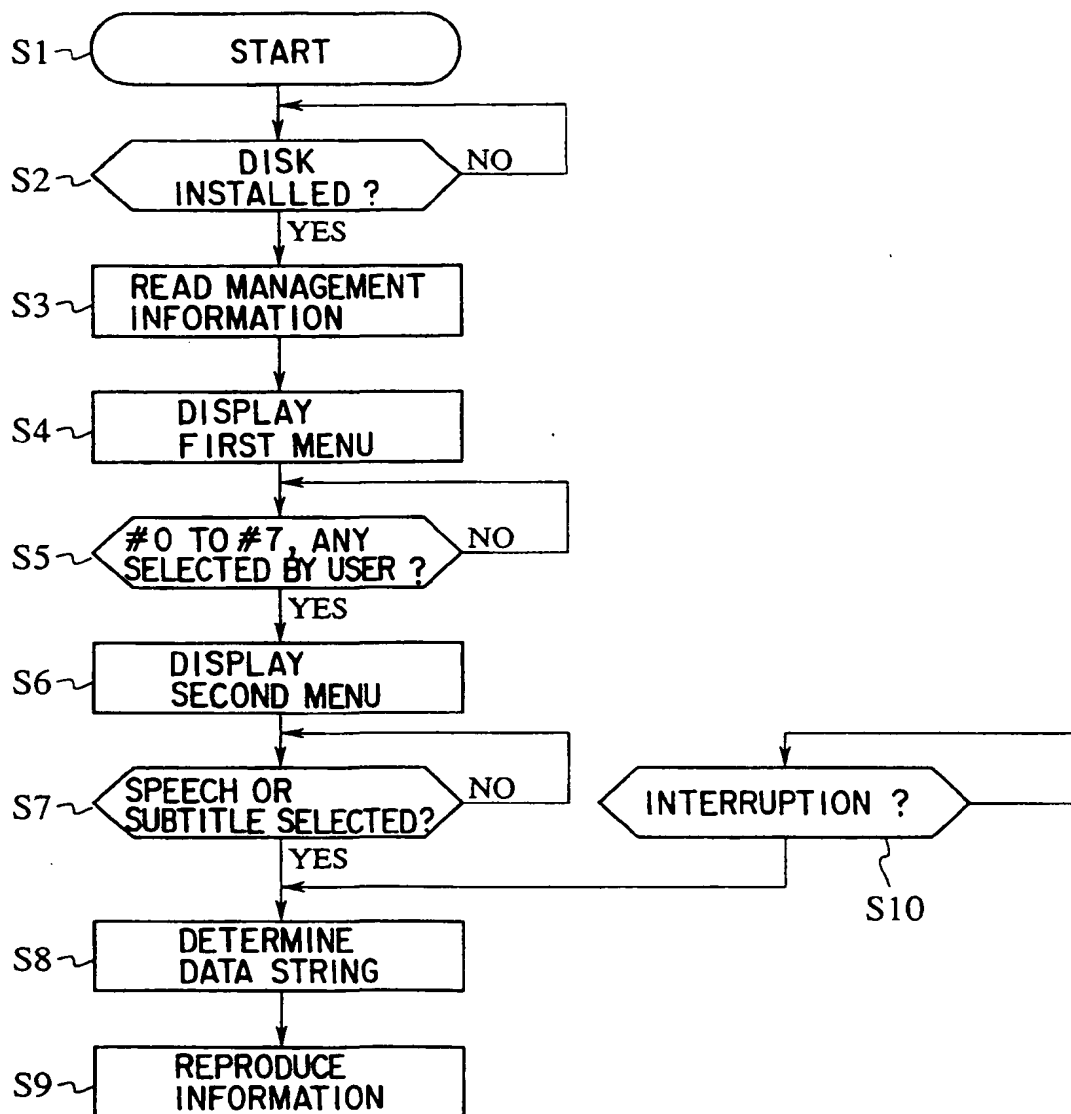 S1
START
S2
DISK
INSTALLED ?
NO
YES
S3
READ MANAGEMENT
INFORMATION
S4
DISPLAY
FIRST MENU
S5
#0 TO #7, ANY
SELECTED BY USER ?
NO
YES
S6
DISPLAY
SECOND MENU
S7
SPEECH OR
SUBTITLE SELECTED?
NO
YES
INTERRUPTION ?
S10
S8
DETERMINE
DATA STRING
S9
REPRODUCE
INFORMATION